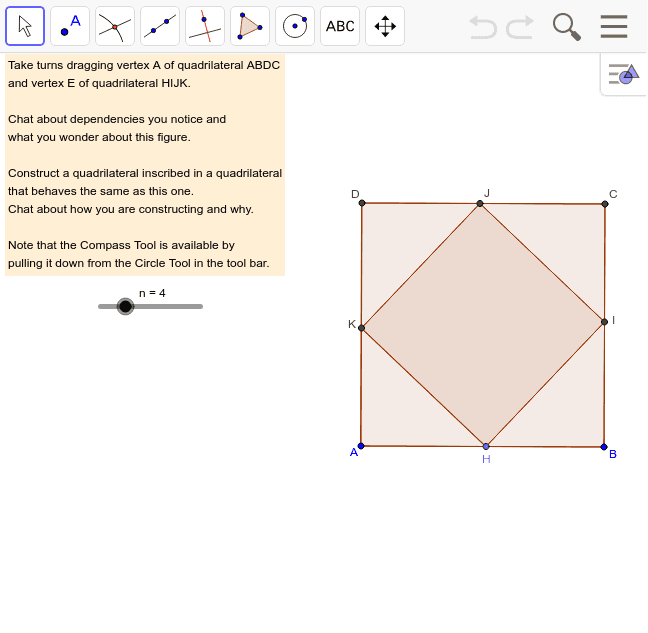 A
ABC
Take turns dragging vertex A of quadrilateral ABDC
and vertex E of quadrilateral HIJK.
Chat about dependencies you notice and
what you wonder about this figure.
Construct a quadrilateral inscribed in a quadrilateral
that behaves the same as this one.
Chat about how you are constructing and why.
Note that the Compass Tool is available by
pulling it down from the Circle Tool in the tool bar.
n = 4
D
J
C
K
I
A
H
B